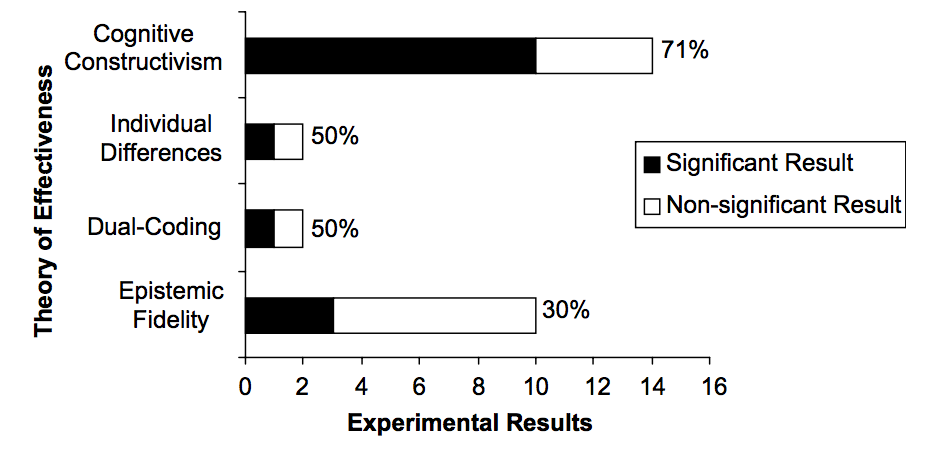 Cognitive
Constructivism
71%
Individual
Differences
50%
Dual-Coding
50%
Epistemic
Fidelity
30%
Theory of Effectiveness
Significant Result
Non-significant Result
0 2 4 6 8 10 12 14 16
Experimental Results